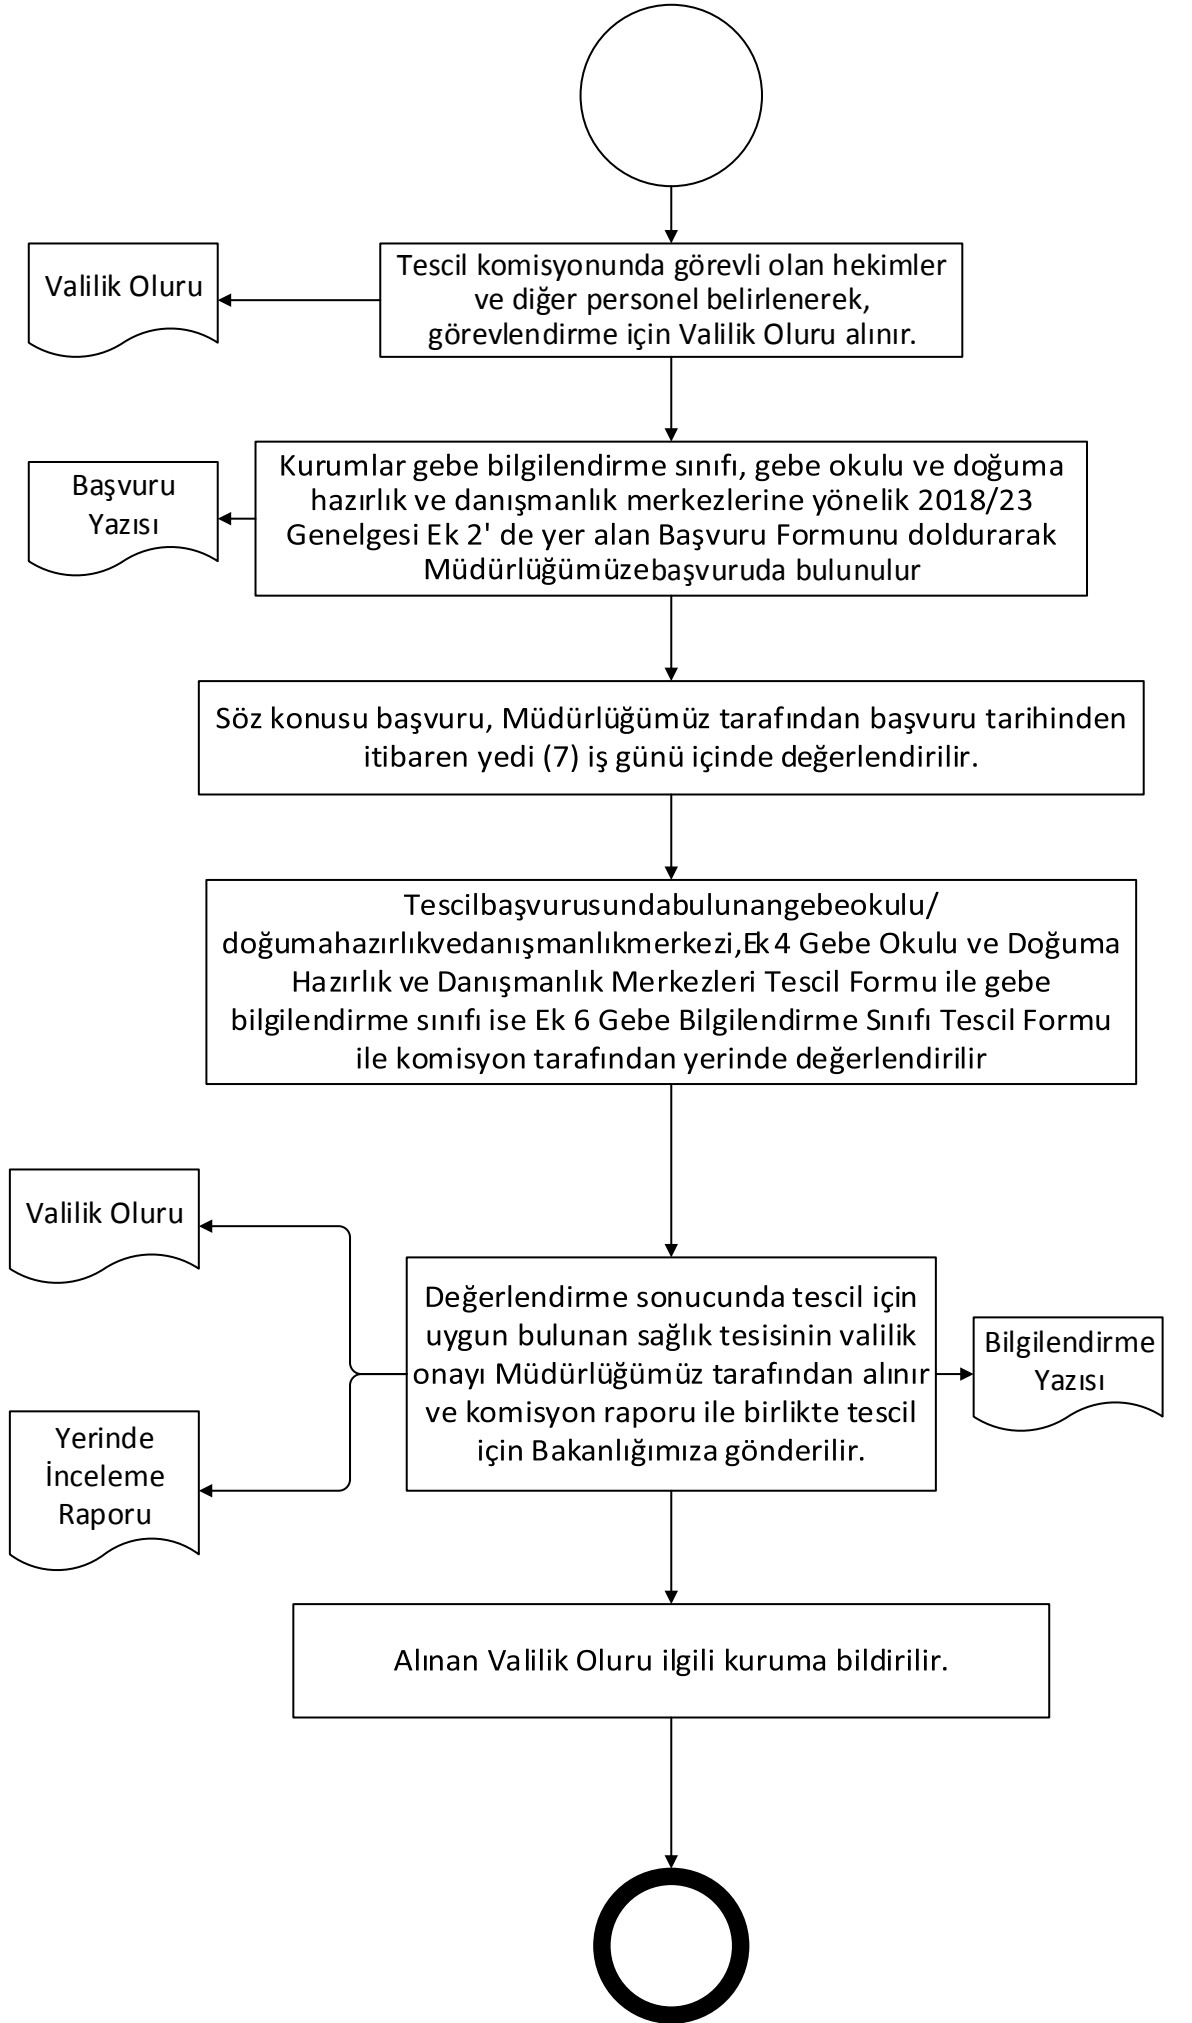 Valilik Oluru
Tescil komisyonunda görevli olan hekimler
ve diğer personel belirlenerek,
görevlendirme için Valilik Oluru alınır.
Başvuru
Yazısı
Kurumlar gebe bilgilendirme sınıfı, gebe okulu ve doğuma
hazırlık ve danışmanlık merkezlerine yönelik 2018/23
Genelgesi Ek 2' de yer alan Başvuru Formunu doldurarak
Müdürlüğümüzebaşvuruda bulunulur
Söz konusu başvuru, Müdürlüğümüz tarafından başvuru tarihinden
itibaren yedi (7) iş günü içinde değerlendirilir.
Tescilbaşvurusundabulunangebeokulu/
doğumahazırlıkvedanışmanlıkmerkezi,Ek 4 Gebe Okulu ve Doğuma
Hazırlık ve Danışmanlık Merkezleri Tescil Formu ile gebe
bilgilendirme sınıfı ise Ek 6 Gebe Bilgilendirme Sınıfı Tescil Formu
ile komisyon tarafından yerinde değerlendirilir
Valilik Oluru
Yerinde
İnceleme
Raporu
Değerlendirme sonucunda tescil için
uygun bulunan sağlık tesisinin valilik
onayı Müdürlüğümüz tarafından alınır
ve komisyon raporu ile birlikte tescil
için Bakanlığımıza gönderilir.
Bilgilendirme
Yazısı
Alınan Valilik Oluru ilgili kuruma bildirilir.